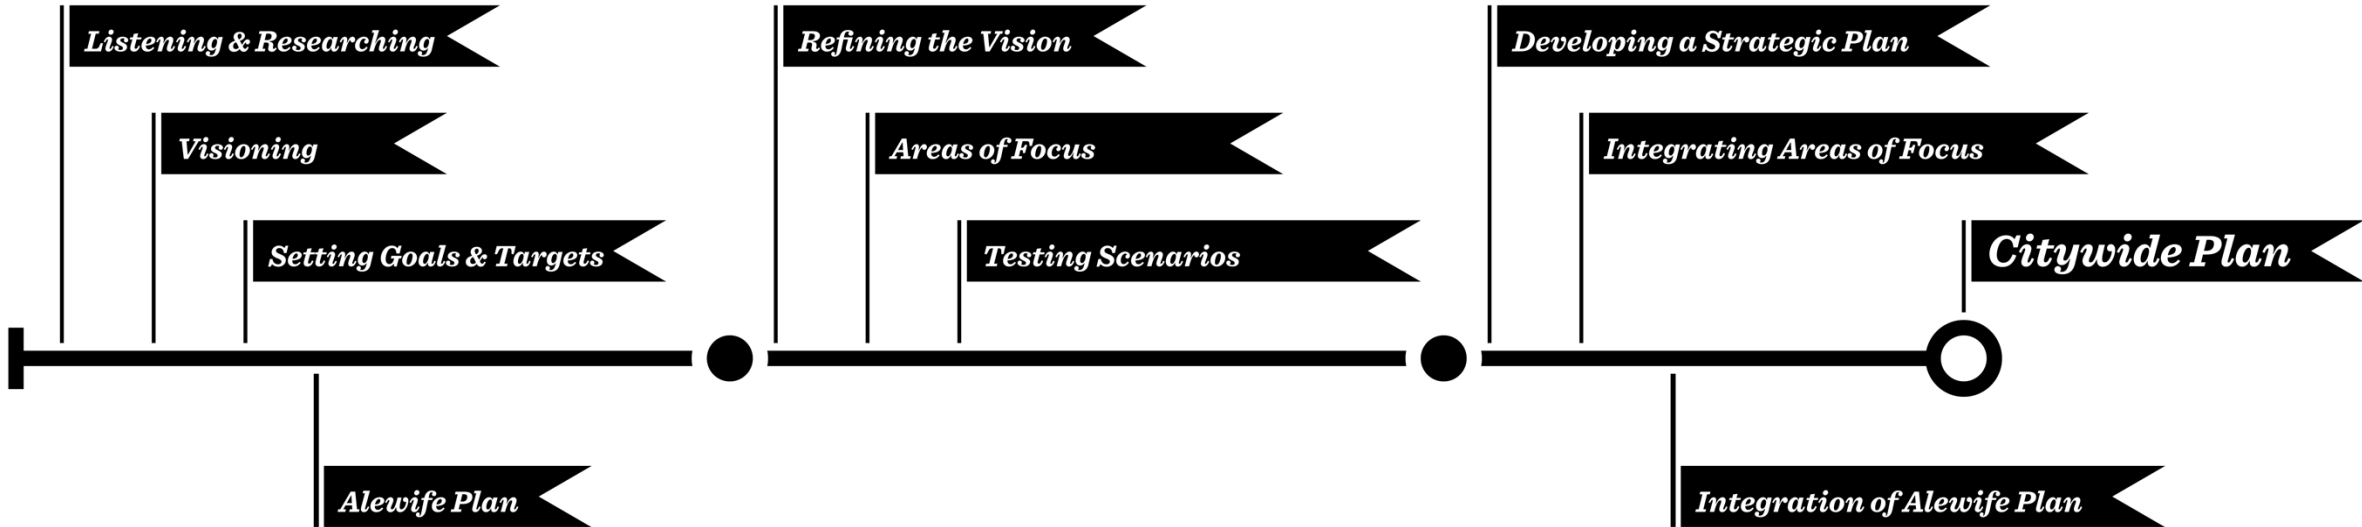 Listening & Researching
Visioning
Setting Goals & Targets
Alewife Plan
Refining the Vision
Areas of Focus
Testing Scenarios
Developing a Strategic Plan
Integrating Areas of Focus
Citywide Plan
Integration of Alewife Plan